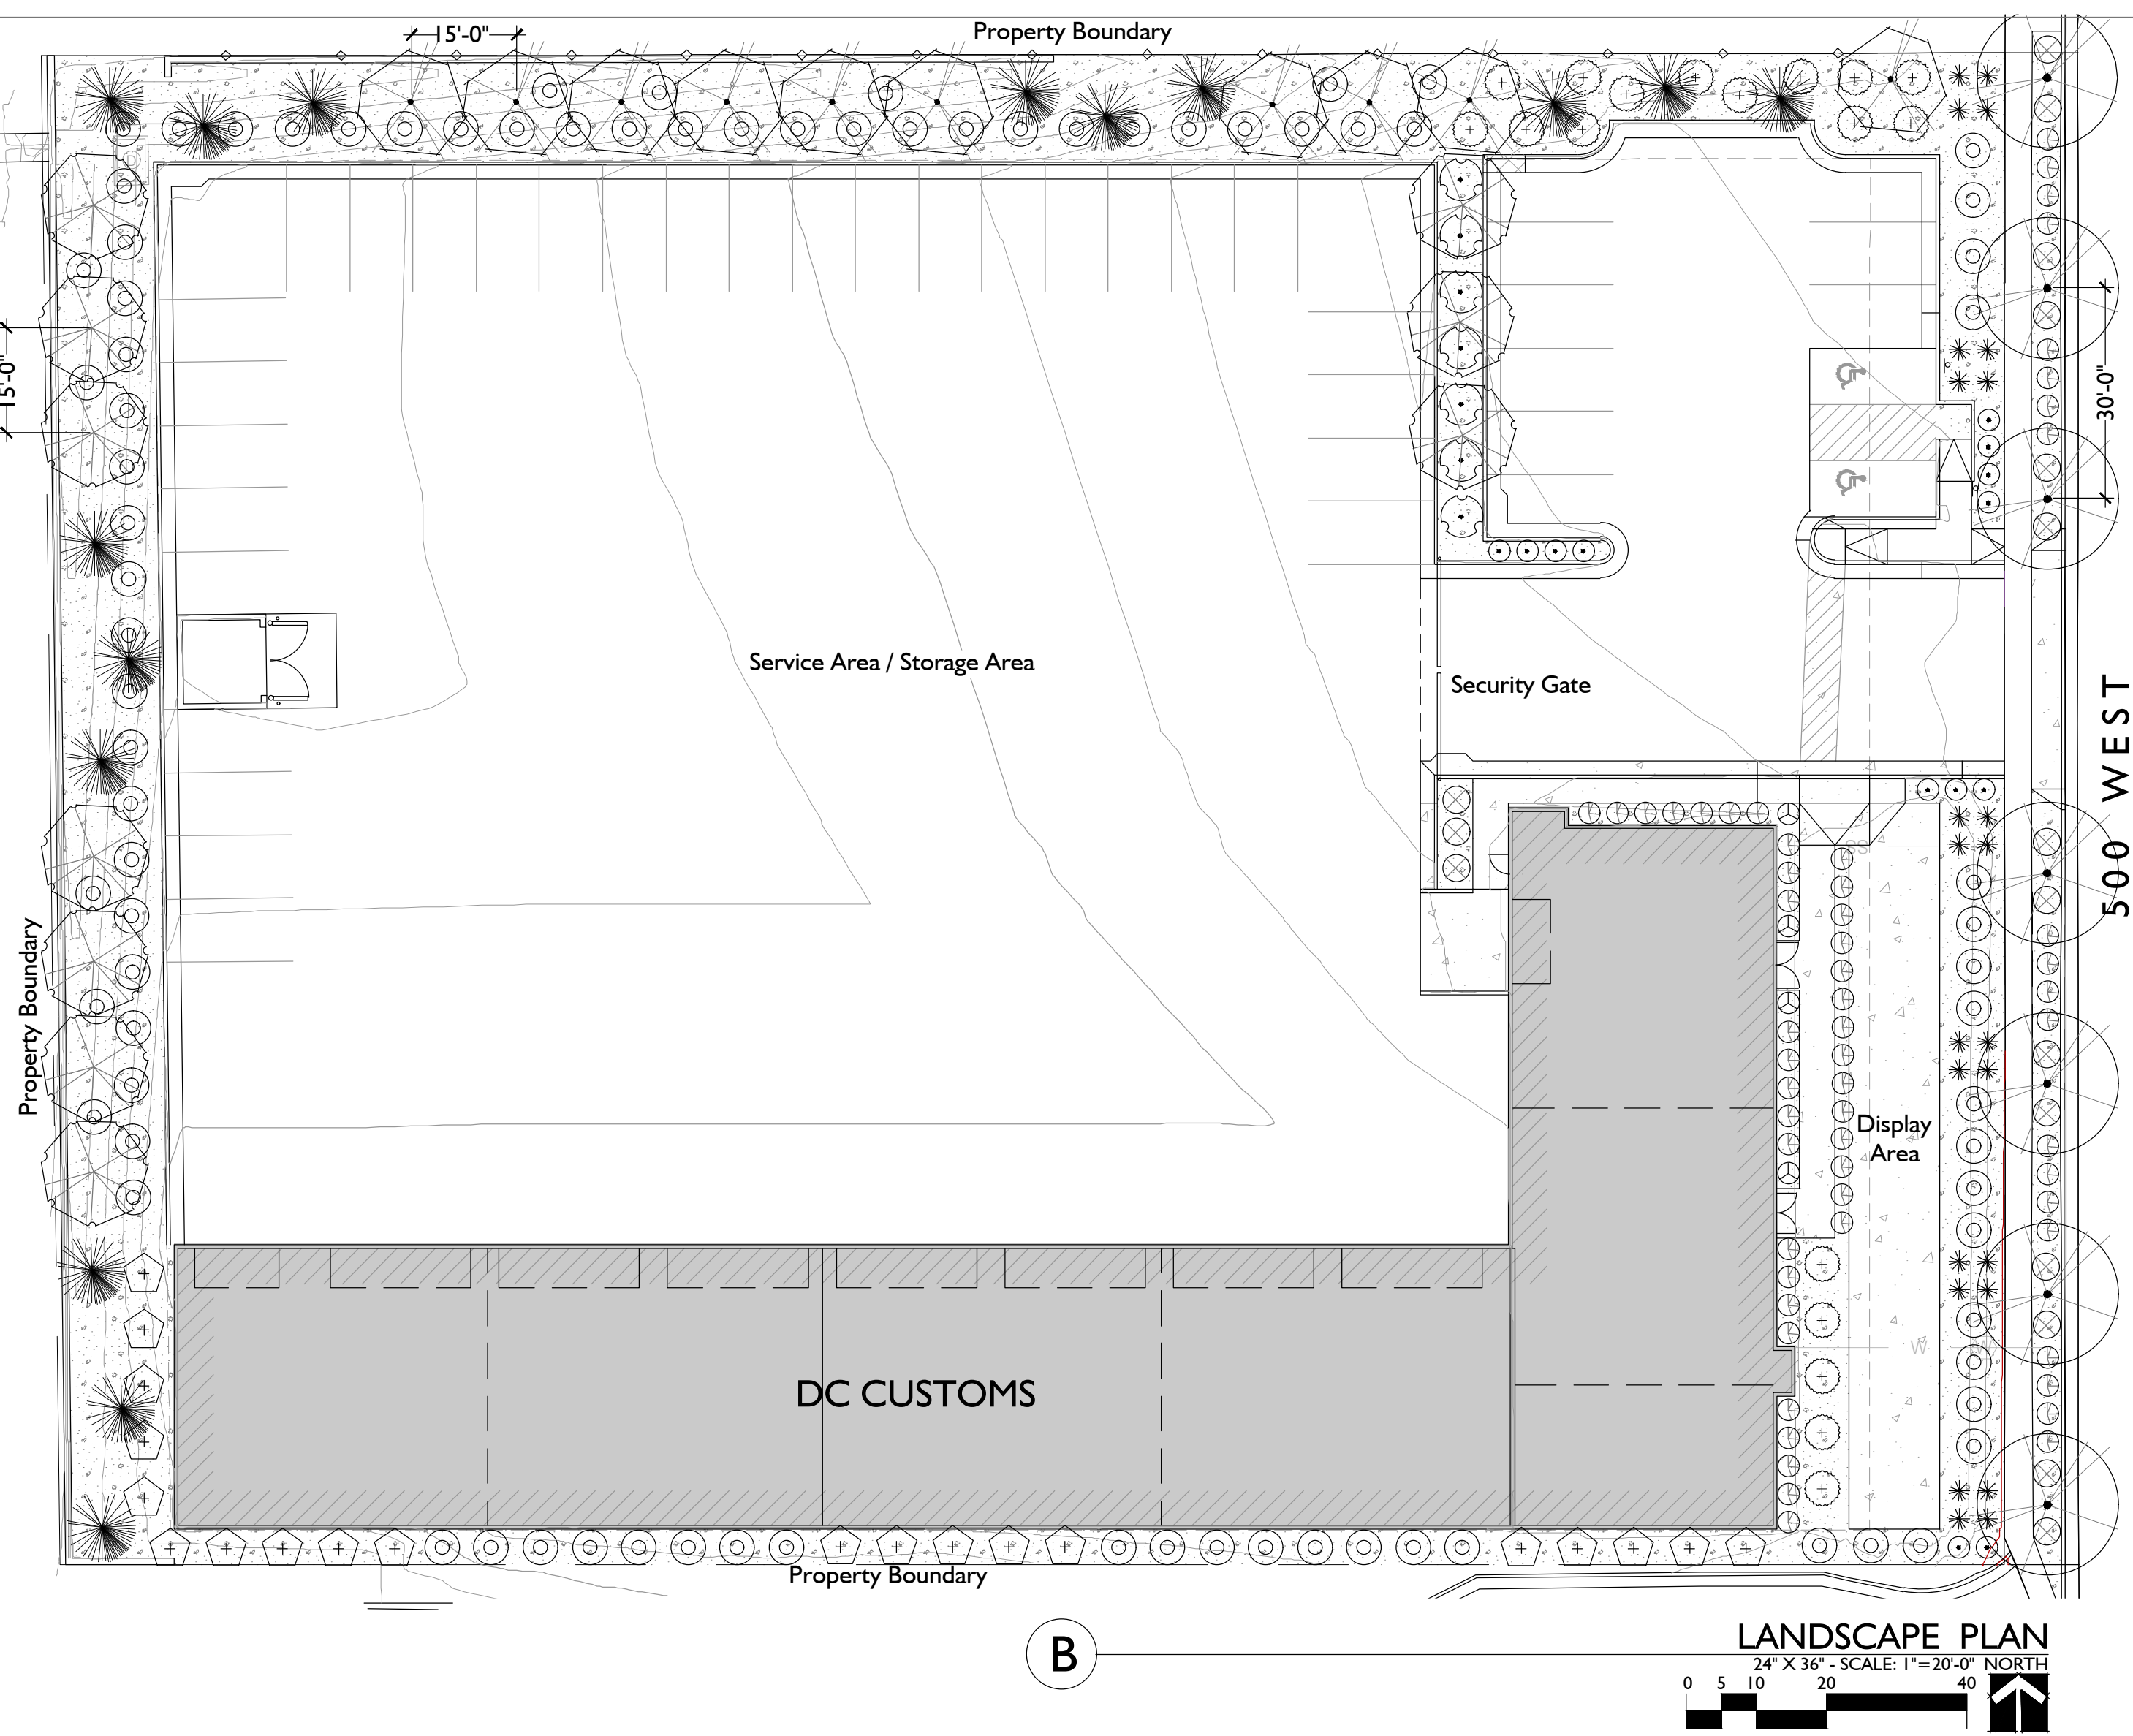 15'-0"
Property Boundary
15'-0"
30'-0"
D
Service Area / Storage Area
Security Gate
500 WEST
SS
Property Boundary
Display
Area
W
W
DC CUSTOMS
Property Boundary
B
LANDSCAPE PLAN
24" X 36" - SCALE: 1"=20'-0" NORTH
0 5 10 20 40